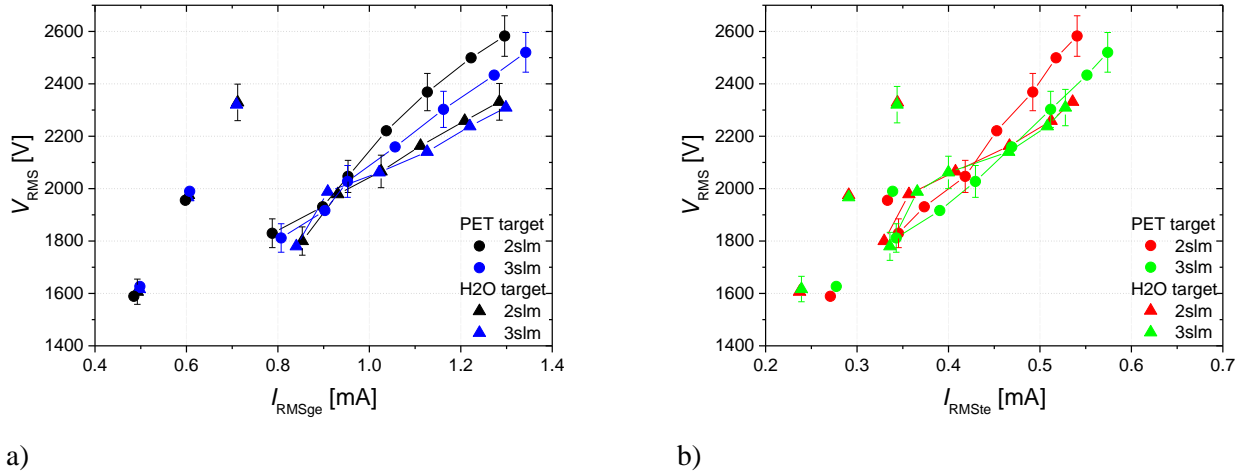 2600
2400
2200
2000
1800
1600
1400
V_RMS [V]
0.4 0.6 0.8 1.0 1.2 1.4
I_RMSge [mA]
PET target
2slm
3slm
H2O target
2slm
3slm
a)
2600
2400
2200
2000
1800
1600
1400
V_RMS [V]
0.2 0.3 0.4 0.5 0.6 0.7
I_RMSte [mA]
PET target
2slm
3slm
H2O target
2slm
3slm
b)